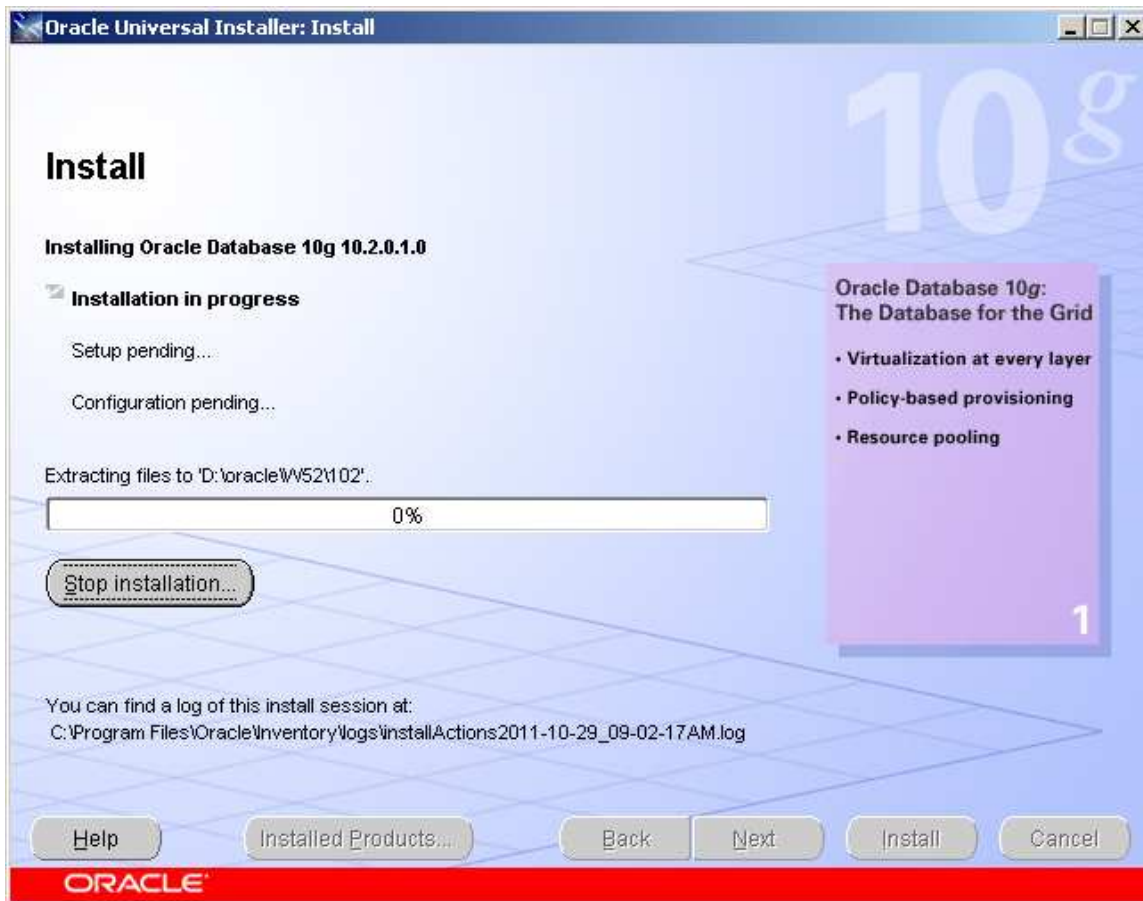 Oracle Universal Installer: Install
10g
Install
Installing Oracle Database 10g 10.2.0.1.0
Installation in progress
Setup pending...
Configuration pending...
Extracting files to 'D:\oracle\W52\102'.
0%
Stop installation...
Oracle Database 10g:
The Database for the Grid
• Virtualization at every layer
• Policy-based provisioning
• Resource pooling
1
You can find a log of this install session at:
C:\Program Files\Oracle\Inventory\logs\installActions2011-10-29_09-02-17AM.log
Help
Installed Products...
Back
Next
Install
Cancel
ORACLE